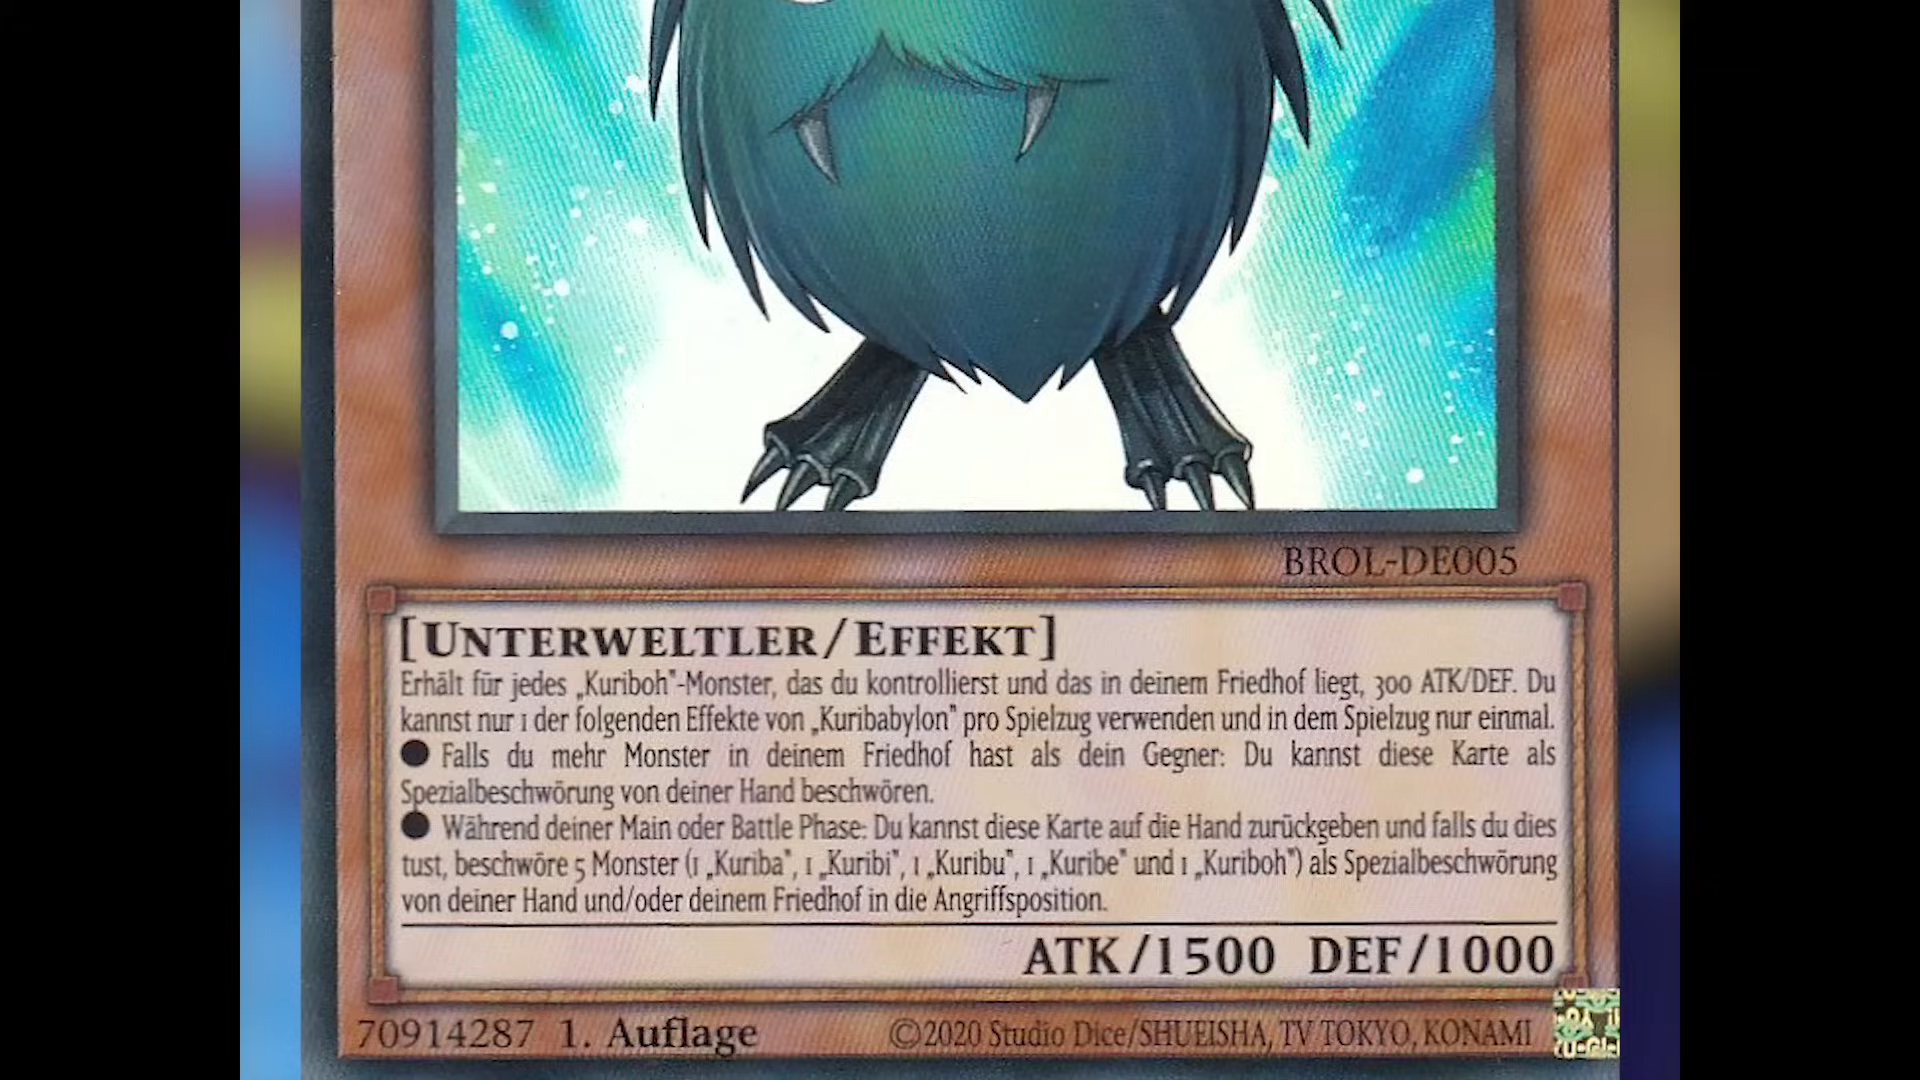 BROL-DE005
[UNTERWELTLER/EFFEKT]
Erhält für jedes „Kuriboh"-Monster, das du kontrollierst und das in deinem Friedhof liegt, 300 ATK/DEF. Du
kannst nur 1 der folgenden Effekte von „Kuribabylon" pro Spielzug verwenden und in dem Spielzug nur einmal.
● Falls du mehr Monster in deinem Friedhof hast als dein Gegner: Du kannst diese Karte als
Spezialbeschwörung von deiner Hand beschwören.
● Während deiner Main oder Battle Phase: Du kannst diese Karte auf die Hand zurückgeben und falls du dies
tust, beschwöre 5 Monster (1 „Kuriba", 1 „Kuribi", 1 „Kuribu", 1 „Kuribe" und 1 „Kuriboh") als Spezialbeschwörung
von deiner Hand und/oder deinem Friedhof in die Angriffsposition.
ATK/1500 DEF/1000
70914287 1. Auflage ©2020 Studio Dice/SHUEISHA, TV TOKYO, KONAMI